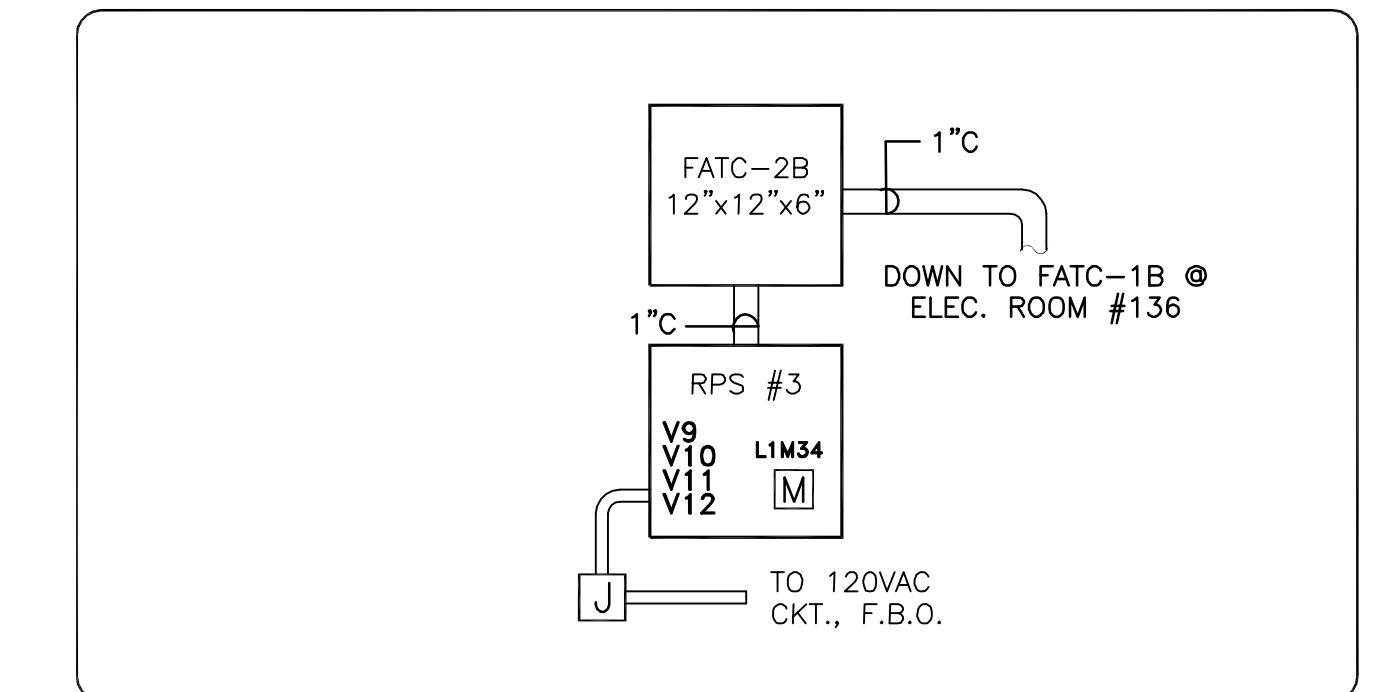 FATC-2B
12"x12"x6"
1"C
DOWN TO FATC-1B @
ELEC. ROOM #136
1"C
RPS #3
V9
V10
V11
V12
L1M34
M
J
TO 120VAC
CKT., F.B.O.